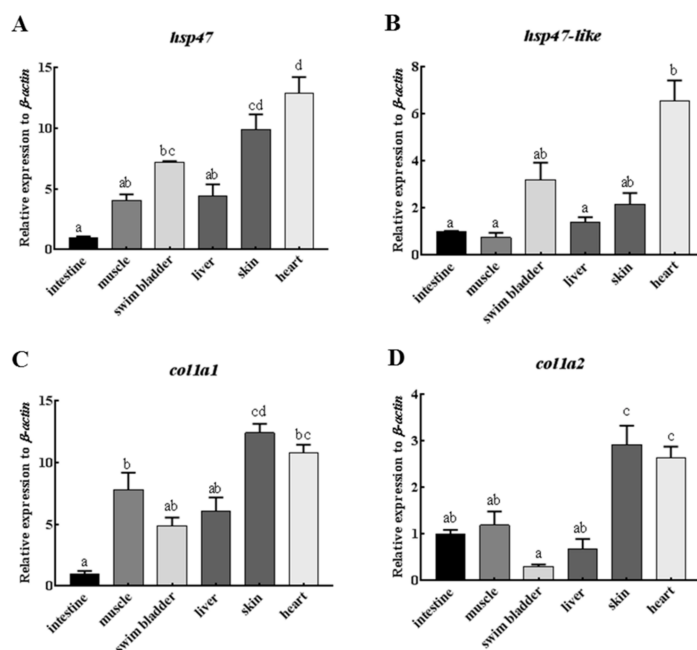 A
hsp47
Relative expression to β-actin
15
10
5
0
a
ab
bc
ab
cd
d
intestine
muscle
swim bladder
liver
skin
heart
B
hsp47-like
Relative expression to β-actin
8
6
4
2
0
a
a
ab
a
ab
b
intestine
muscle
swim bladder
liver
skin
heart
C
col1a1
Relative expression to β-actin
15
10
5
0
a
b
ab
ab
cd
bc
intestine
muscle
swim bladder
liver
skin
heart
D
col1a2
Relative expression to β-actin
4
3
2
1
0
ab
ab
a
ab
c
c
intestine
muscle
swim bladder
liver
skin
heart